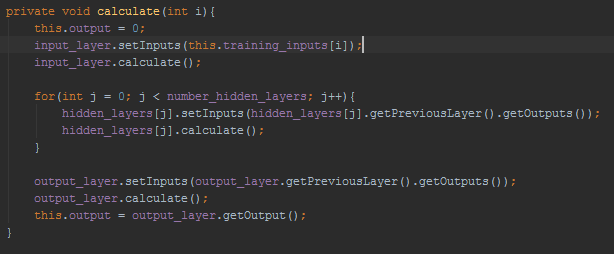 private void calculate(int i){
    this.output = 0;
    input_layer.setInputs(this.training_inputs[i]);
    input_layer.calculate();

    for(int j = 0; j < number_hidden_layers; j++){
        hidden_layers[j].setInputs(hidden_layers[j].getPreviousLayer().getOutputs());
        hidden_layers[j].calculate();
    }

    output_layer.setInputs(output_layer.getPreviousLayer().getOutputs());
    output_layer.calculate();
    this.output = output_layer.getOutput();
}